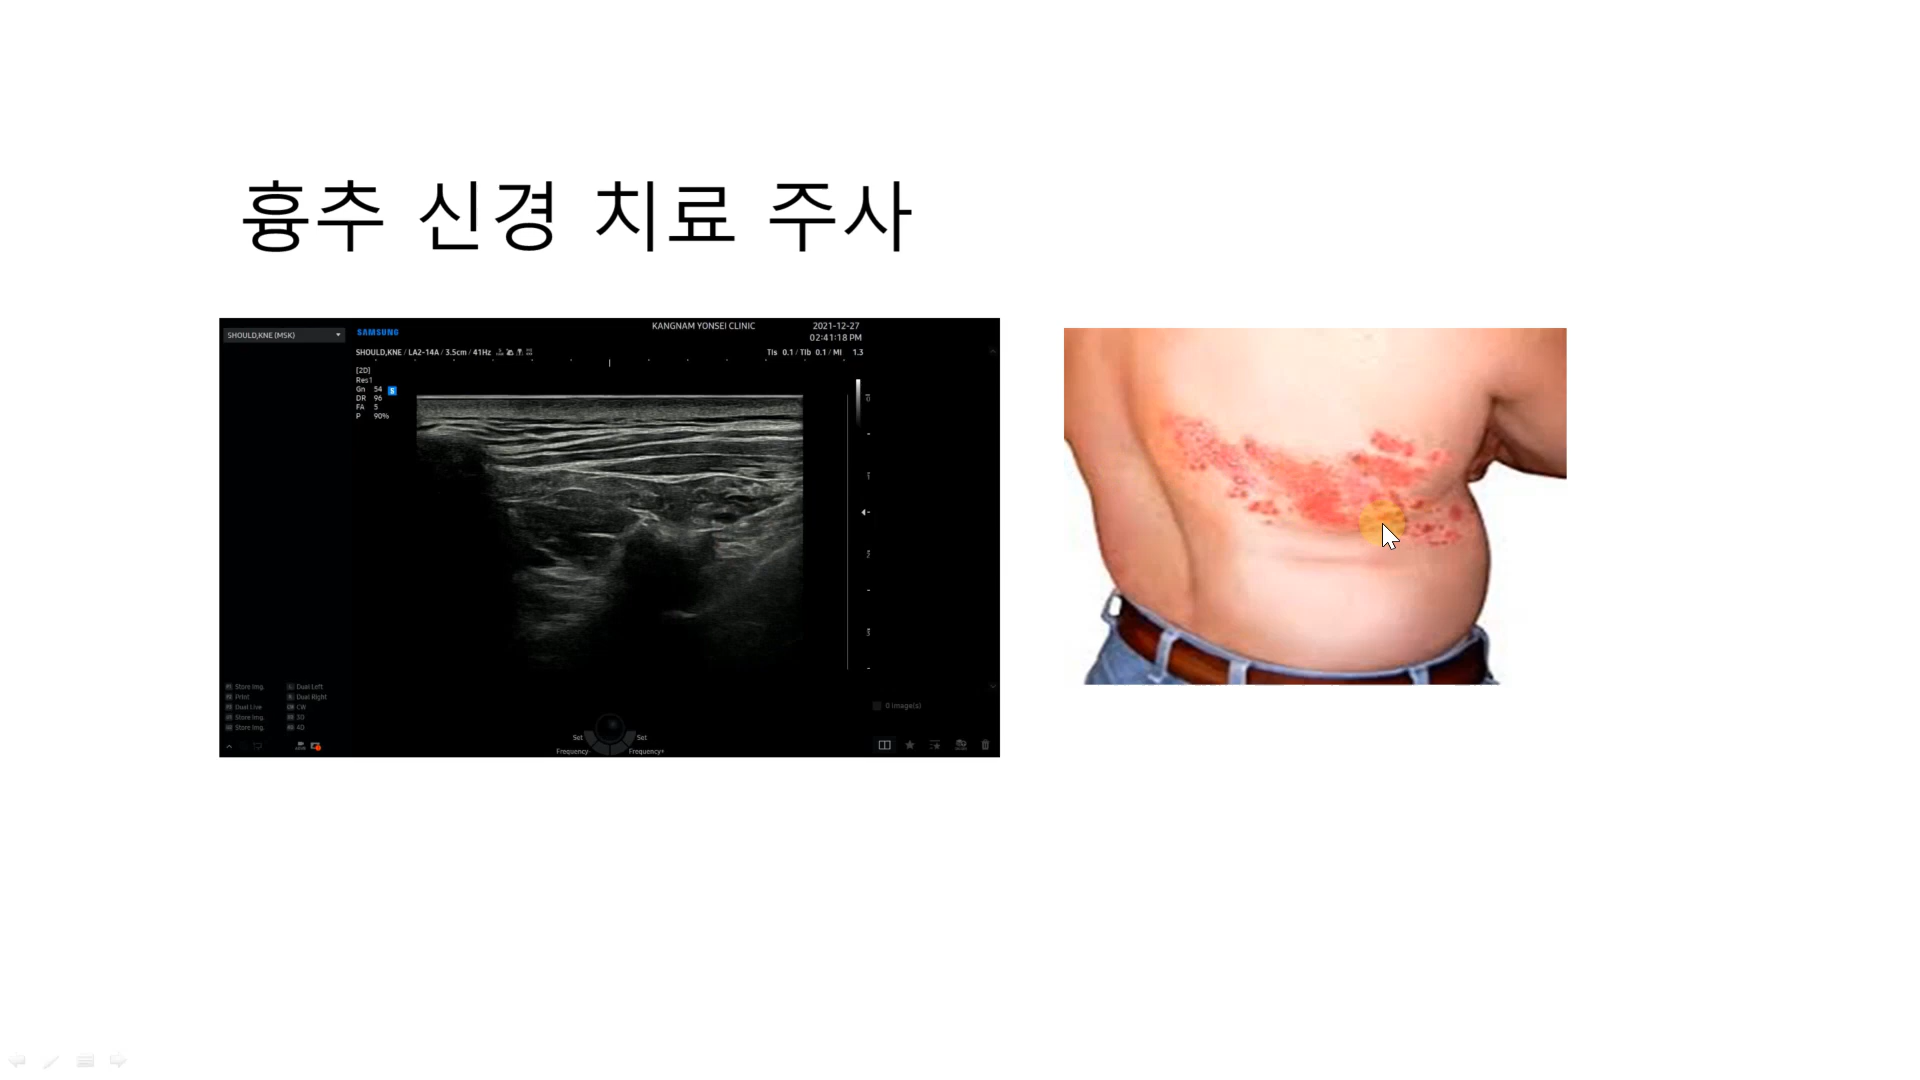 흉추 신경 치료 주사
SHOULD,KNE (MSK)
SAMSUNG
KANGNAM YONSEI CLINIC
2021-12-27
02:41:18 PM
SHOULD,KNE / LA2-14A / 3.5cm / 41Hz
TIs 0.1 / TIb 0.1 / MI 1.3
[2D]
Res1
Gn 54
S
DR 96
FA 5
P 90%
Store Img.
Dual Left
Print
Dual Right
Dual Live
CW
Store Img.
3D
Store Img.
4D
0 image(s)
Set
Set
Frequency-
Frequency+